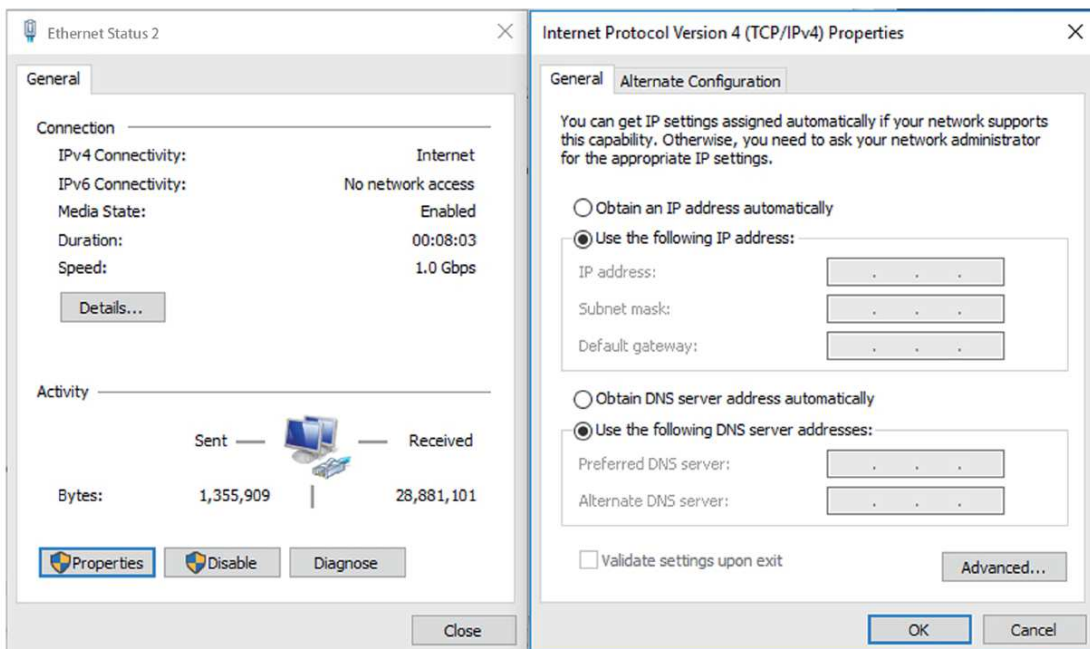 Ethernet Status 2
General
Connection
IPv4 Connectivity: Internet
IPv6 Connectivity: No network access
Media State: Enabled
Duration: 00:08:03
Speed: 1.0 Gbps
Details...
Activity
Sent Received
Bytes: 1,355,909 28,881,101
Properties Disable Diagnose
Close
Internet Protocol Version 4 (TCP/IPv4) Properties
General Alternate Configuration
You can get IP settings assigned automatically if your network supports
this capability. Otherwise, you need to ask your network administrator
for the appropriate IP settings.
Obtain an IP address automatically
Use the following IP address:
IP address: . . .
Subnet mask: . . .
Default gateway: . . .
Obtain DNS server address automatically
Use the following DNS server addresses:
Preferred DNS server: . . .
Alternate DNS server: . . .
Validate settings upon exit
Advanced...
OK Cancel